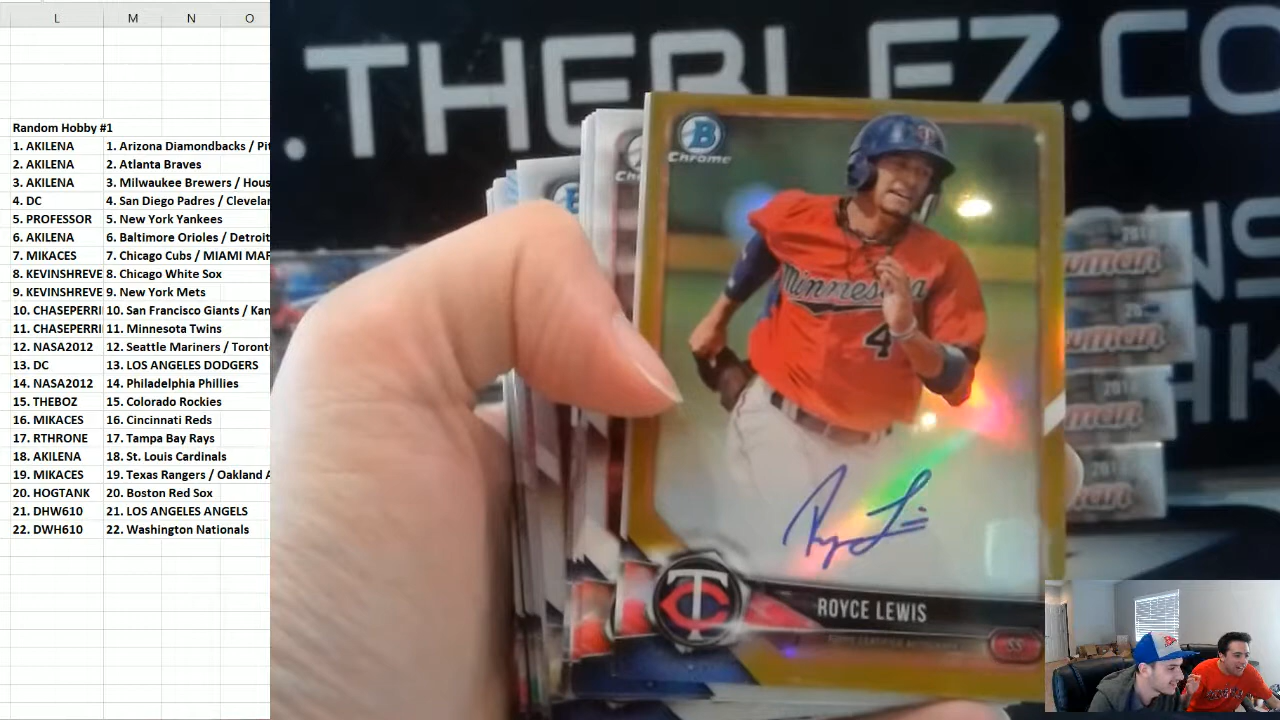 L M N O
Random Hobby #1
1. AKILENA 1. Arizona Diamondbacks / Pit
2. AKILENA 2. Atlanta Braves
3. AKILENA 3. Milwaukee Brewers / Hous
4. DC 4. San Diego Padres / Clevelan
5. PROFESSOR 5. New York Yankees
6. AKILENA 6. Baltimore Orioles / Detroit
7. MIKACES 7. Chicago Cubs / MIAMI MAR
8. KEVINSHREVE 8. Chicago White Sox
9. KEVINSHREVE 9. New York Mets
10. CHASEPERRI 10. San Francisco Giants / Kan
11. CHASEPERRI 11. Minnesota Twins
12. NASA2012 12. Seattle Mariners / Toront
13. DC 13. LOS ANGELES DODGERS
14. NASA2012 14. Philadelphia Phillies
15. THEBOZ 15. Colorado Rockies
16. MIKACES 16. Cincinnati Reds
17. RTHRONE 17. Tampa Bay Rays
18. AKILENA 18. St. Louis Cardinals
19. MIKACES 19. Texas Rangers / Oakland A
20. HOGTANK 20. Boston Red Sox
21. DHW610 21. LOS ANGELES ANGELS
22. DWH610 22. Washington Nationals
.THEBLEZ.CO
B
Chrome
Minnesota
4
TC
ROYCE LEWIS
SS